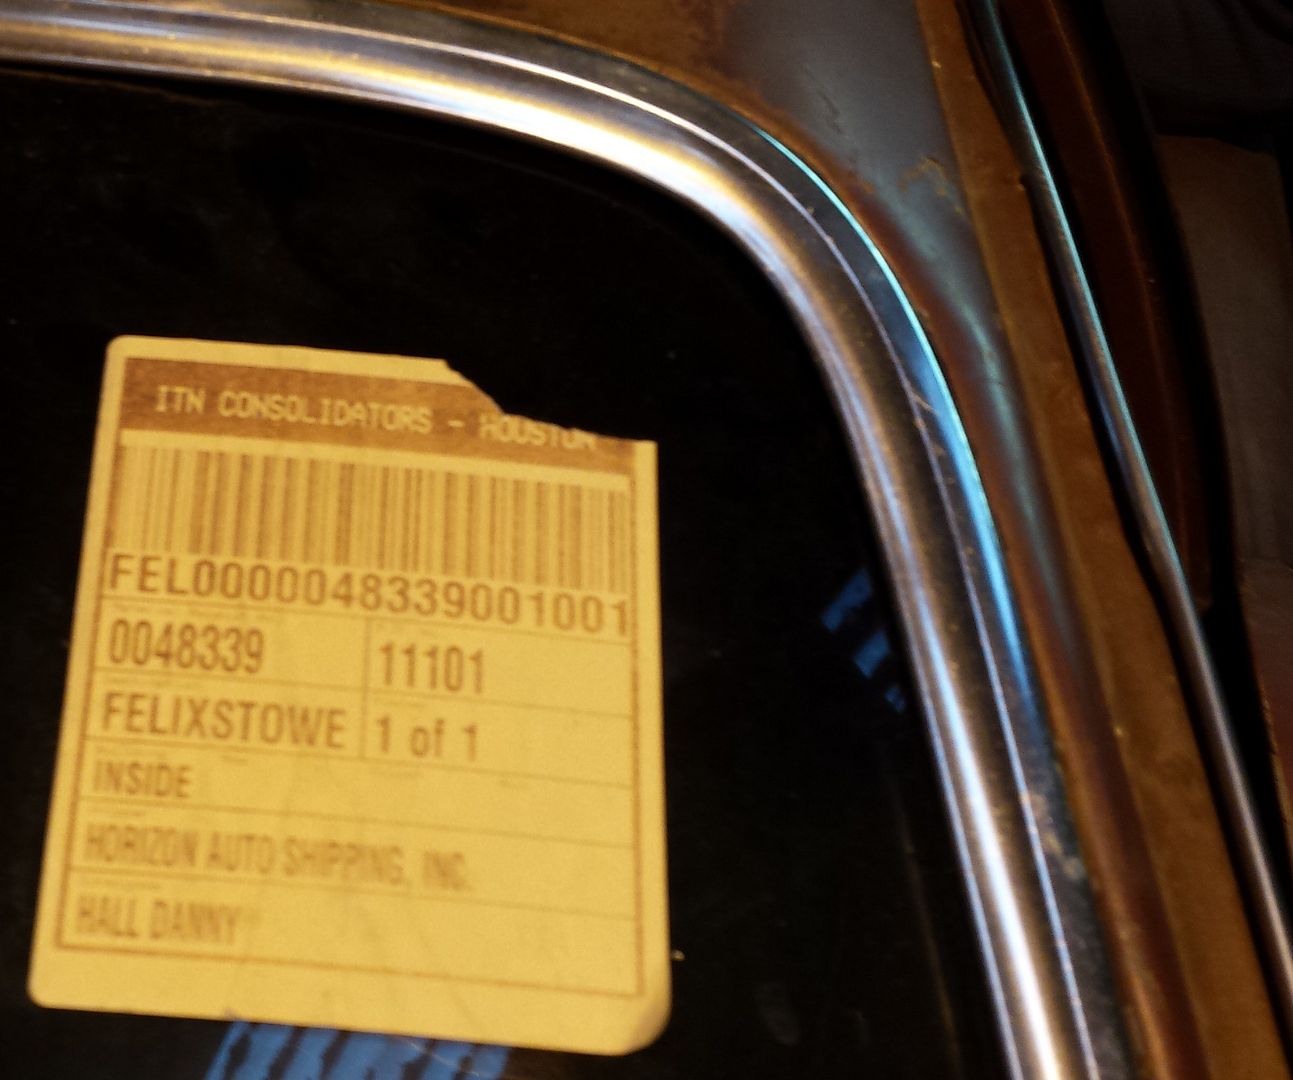 ITN CONSOLIDATORS - HOUSTON
FEL0000048339001001
0048339 11101
FELIXSTOWE 1 of 1
INSIDE
HORIZON AUTO SHIPPING, INC.
HALL DANNY